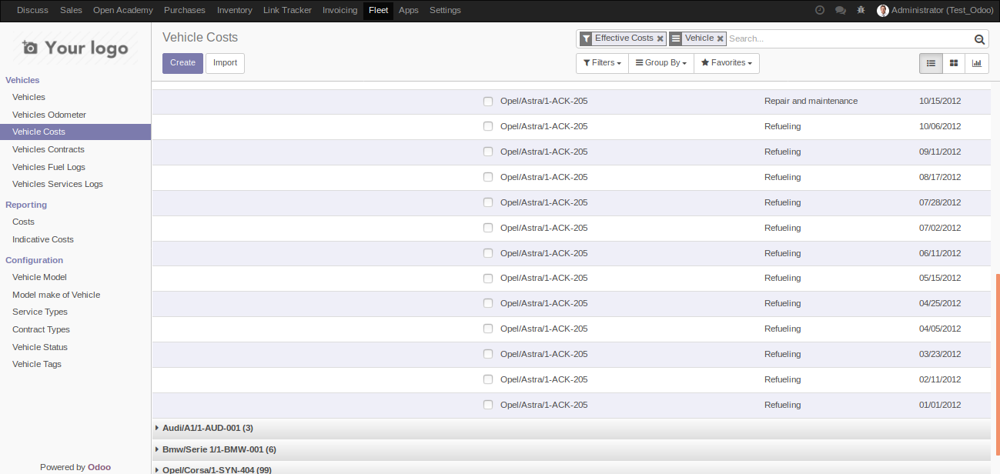 Discuss Sales Open Academy Purchases Inventory Link Tracker Invoicing Fleet Apps Settings Administrator (Test_Odoo)
Your logo
Vehicles
Vehicles
Vehicles Odometer
Vehicle Costs
Vehicles Contracts
Vehicles Fuel Logs
Vehicles Services Logs
Reporting
Costs
Indicative Costs
Configuration
Vehicle Model
Model make of Vehicle
Service Types
Contract Types
Vehicle Status
Vehicle Tags
Powered by Odoo
Vehicle Costs
Effective Costs Vehicle Search...
Create Import
Filters Group By Favorites
Opel/Astra/1-ACK-205 Repair and maintenance 10/15/2012
Opel/Astra/1-ACK-205 Refueling 10/06/2012
Opel/Astra/1-ACK-205 Refueling 09/11/2012
Opel/Astra/1-ACK-205 Refueling 08/17/2012
Opel/Astra/1-ACK-205 Refueling 07/28/2012
Opel/Astra/1-ACK-205 Refueling 07/02/2012
Opel/Astra/1-ACK-205 Refueling 06/11/2012
Opel/Astra/1-ACK-205 Refueling 05/15/2012
Opel/Astra/1-ACK-205 Refueling 04/25/2012
Opel/Astra/1-ACK-205 Refueling 04/05/2012
Opel/Astra/1-ACK-205 Refueling 03/23/2012
Opel/Astra/1-ACK-205 Refueling 02/11/2012
Opel/Astra/1-ACK-205 Refueling 01/01/2012
Audi/A1/1-AUD-001 (3)
Bmw/Serie 1/1-BMW-001 (6)
Opel/Corsa/1-SYN-404 (99)